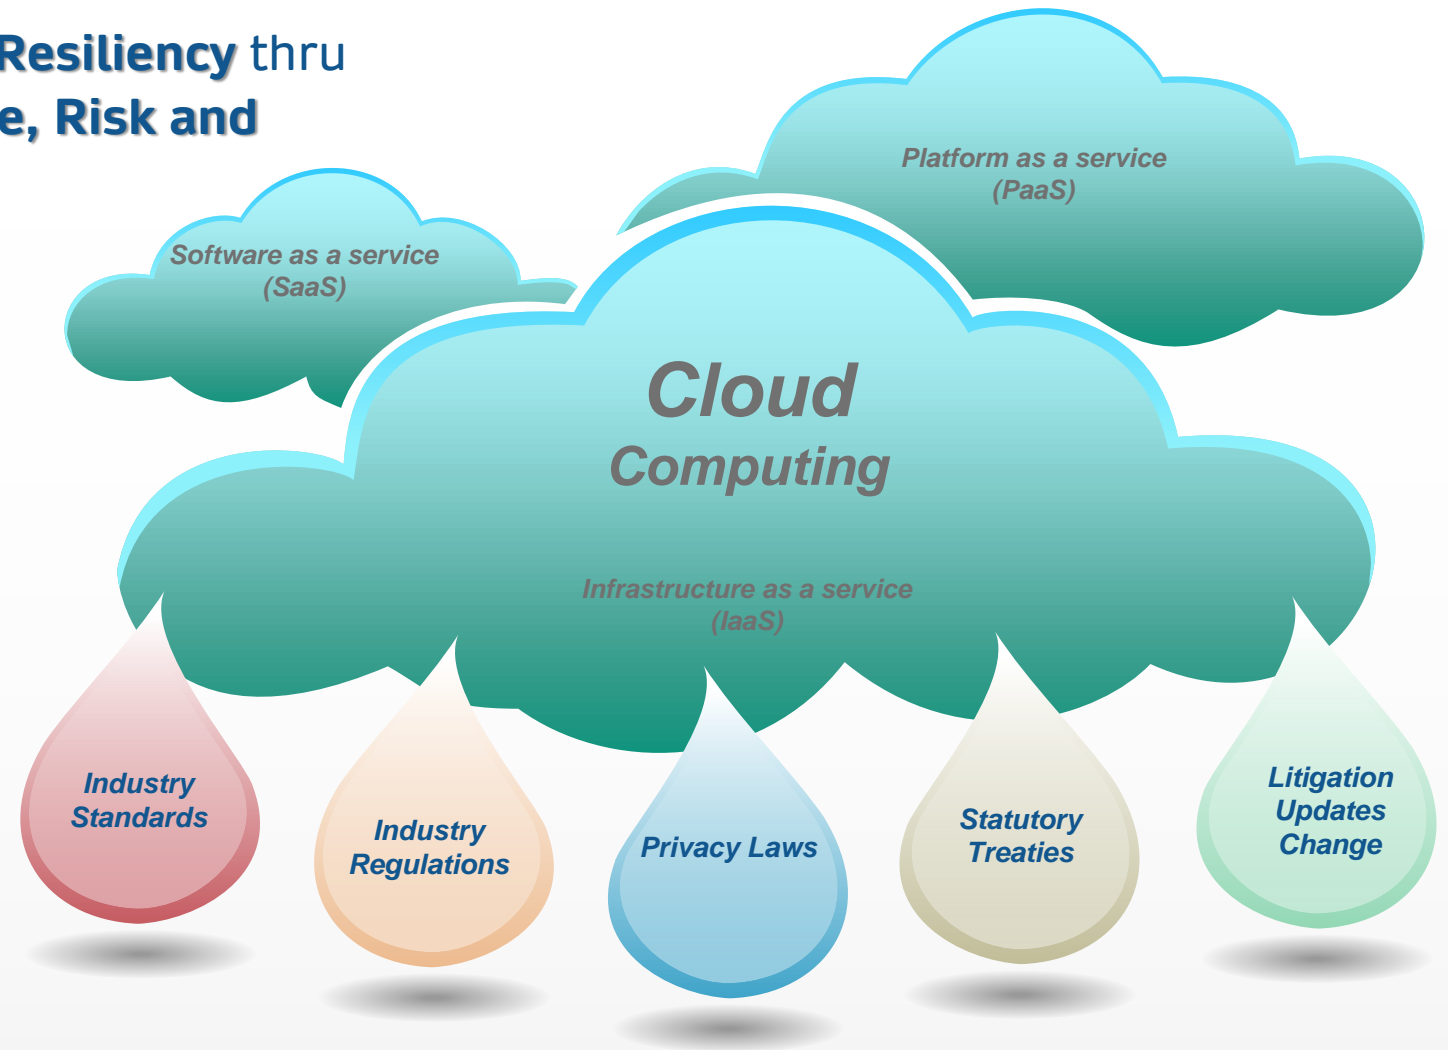 Resiliency thru
e, Risk and
Platform as a service
(PaaS)
Software as a service
(SaaS)
Cloud
Computing
Infrastructure as a service
(IaaS)
Industry
Standards
Industry
Regulations
Privacy Laws
Statutory
Treaties
Litigation
Updates
Change